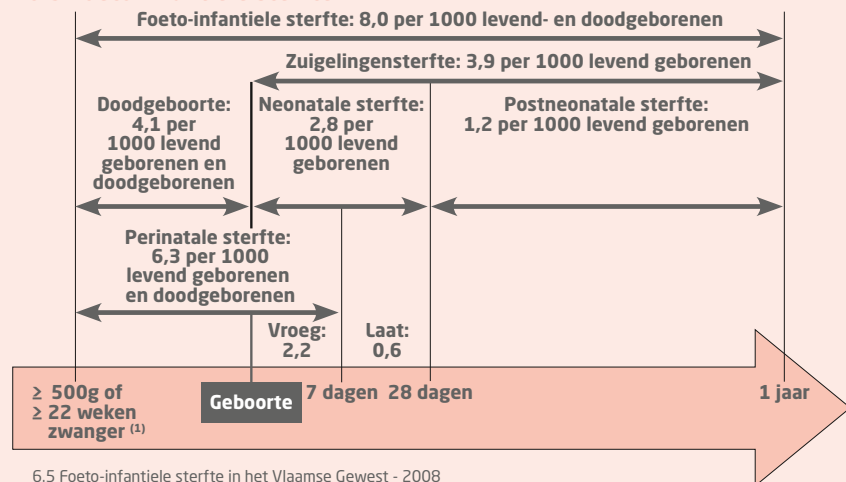 Foeto-infantiele sterfte: 8,0 per 1000 levend- en doodgeborenen
Zuigelingensterfte: 3,9 per 1000 levend geborenen
Doodgeboorte:
4,1 per
1000 levend
geborenen en
doodgeborenen
Neonatale sterfte:
2,8 per
1000 levend
geborenen
Postneonatale sterfte:
1,2 per 1000 levend geborenen
Perinatale sterfte:
6,3 per 1000
levend geborenen
en doodgeborenen
Vroeg:
2,2
Laat:
0,6
≥ 500g of
≥ 22 weken
zwanger (1)
Geboorte
7 dagen
28 dagen
1 jaar
6.5 Foeto-infantiele sterfte in het Vlaamse Gewest - 2008